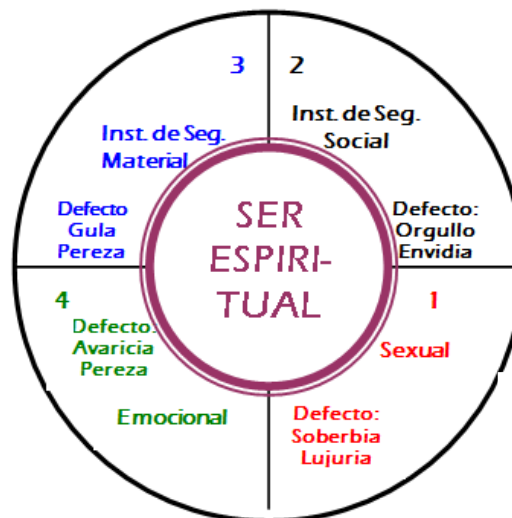 3
Inst. de Seg.
Material
Defecto
Gula
Pereza
2
Inst. de Seg.
Social
Defecto:
Orgullo
Envidia
SER
ESPIRI-
TUAL
4
Defecto:
Avaricia
Pereza
Emocional
1
Sexual
Defecto:
Soberbia
Lujuria